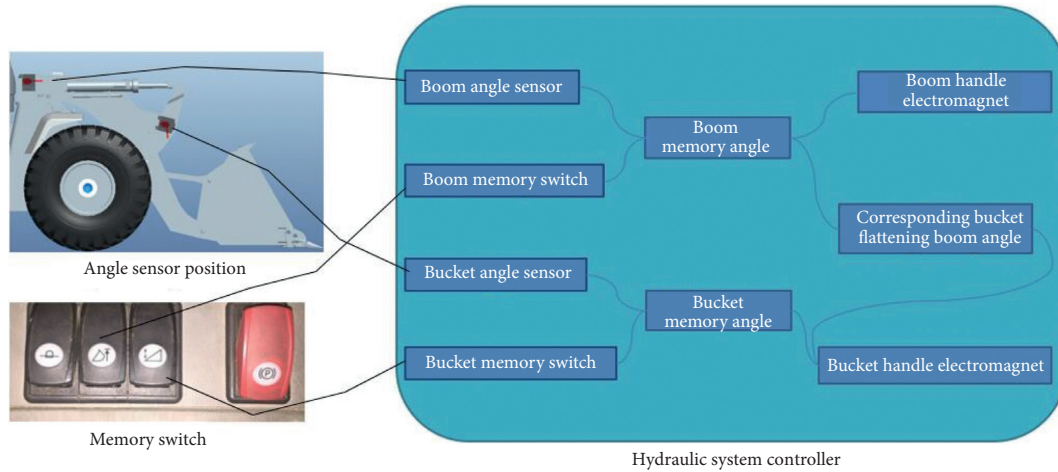 Boom angle sensor
Boom memory switch
Bucket angle sensor
Bucket memory switch
Boom
memory angle
Bucket
memory angle
Boom handle
electromagnet
Corresponding bucket
flattening boom angle
Bucket handle electromagnet
Angle sensor position
P
Memory switch
Hydraulic system controller